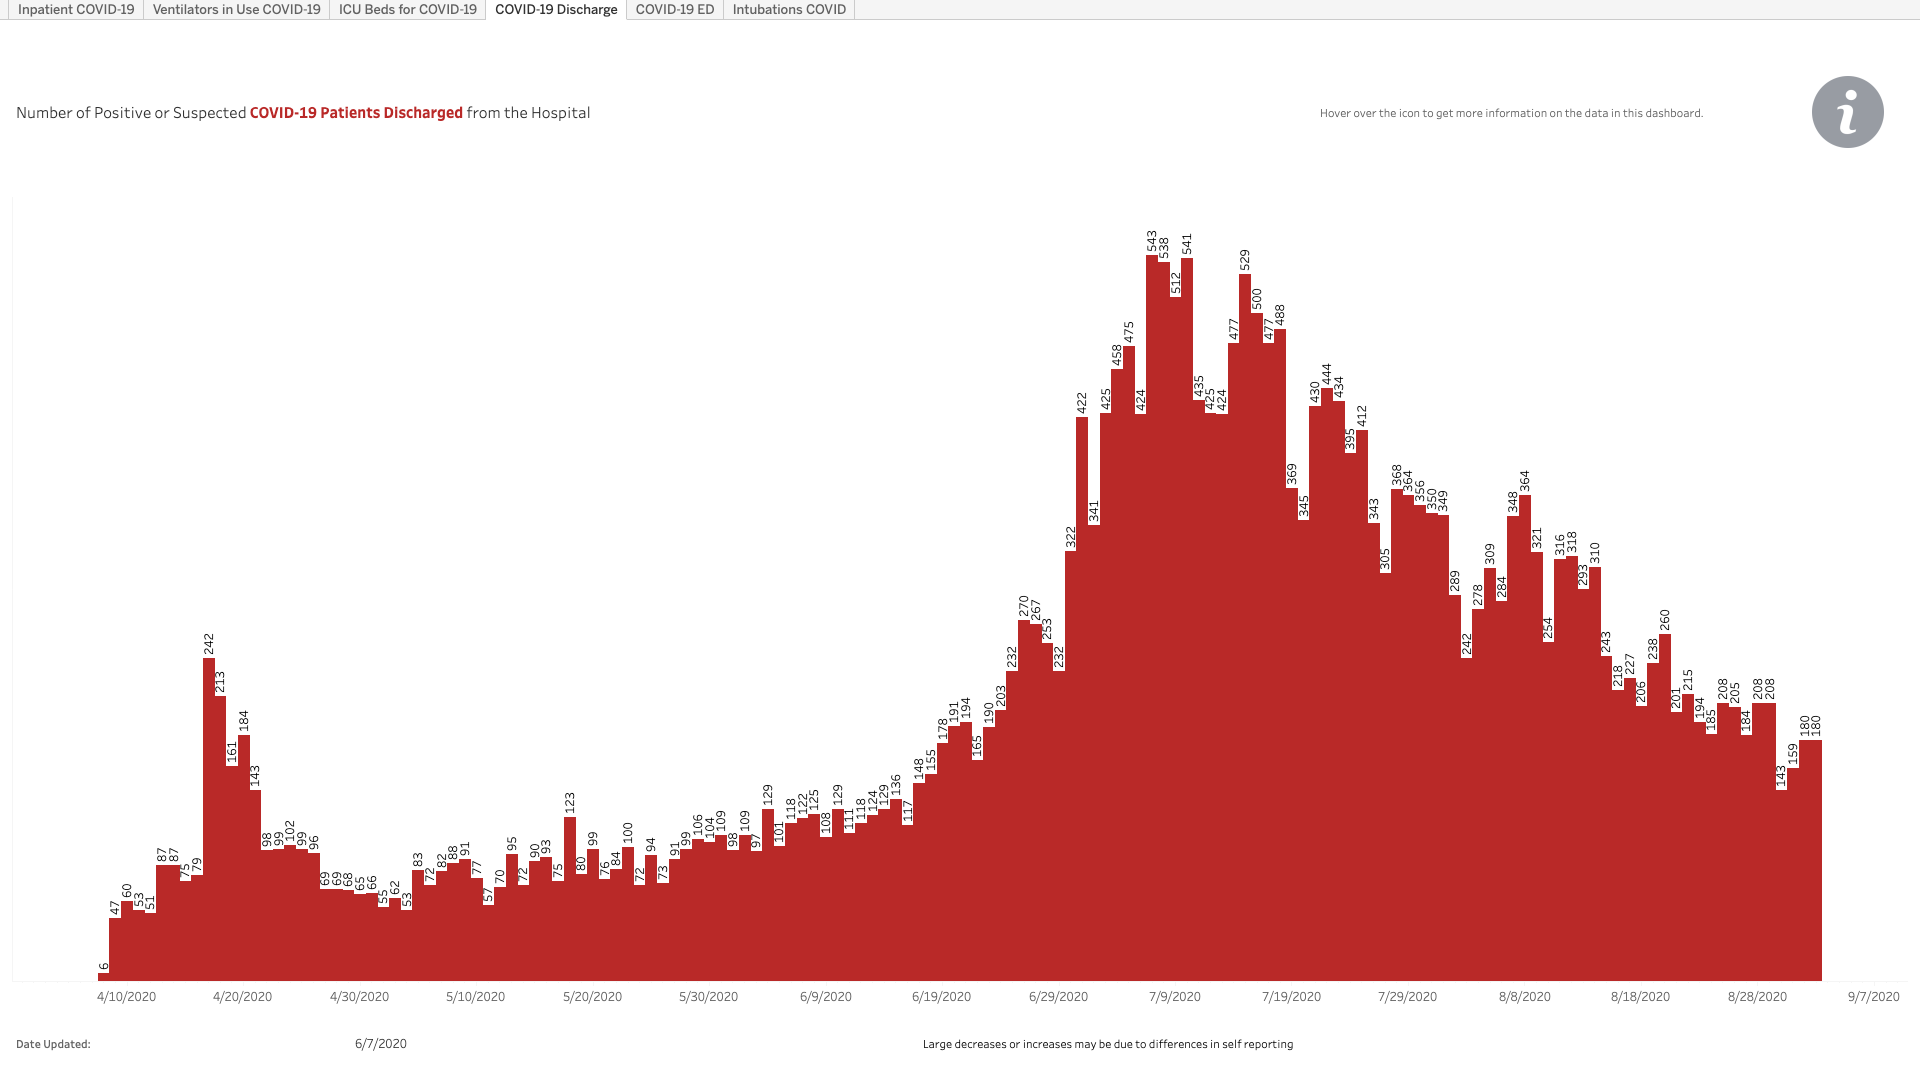 Inpatient COVID-19 Ventilators in Use COVID-19 ICU Beds for COVID-19 COVID-19 Discharge COVID-19 ED Intubations COVID
Number of Positive or Suspected COVID-19 Patients Discharged from the Hospital
Hover over the icon to get more information on the data in this dashboard.
i
6 47 60 53 51 87 87 75 79 242 213 161 184 143 98 99 102 99 96 69 69 68 65 66 55 62 53 83 72 82 88 91 77 57 70 95 72 90 93 75 123 80 99 76 84 100 72 94 73 91 99 106 104 109 98 109 97 129 101 118 122 125 108 129 111 118 124 129 136 117 148 155 178 191 194 165 190 203 232 270 267 253 232 322 422 341 425 458 475 424 543 538 512 541 435 425 424 477 529 500 477 488 369 345 430 444 434 395 412 343 305 368 364 356 350 349 289 242 278 309 284 348 364 321 254 316 318 293 310 243 218 227 206 238 260 201 215 194 185 208 205 184 208 208 143 159 180 180
4/10/2020 4/20/2020 4/30/2020 5/10/2020 5/20/2020 5/30/2020 6/9/2020 6/19/2020 6/29/2020 7/9/2020 7/19/2020 7/29/2020 8/8/2020 8/18/2020 8/28/2020 9/7/2020
Date Updated: 6/7/2020
Large decreases or increases may be due to differences in self reporting